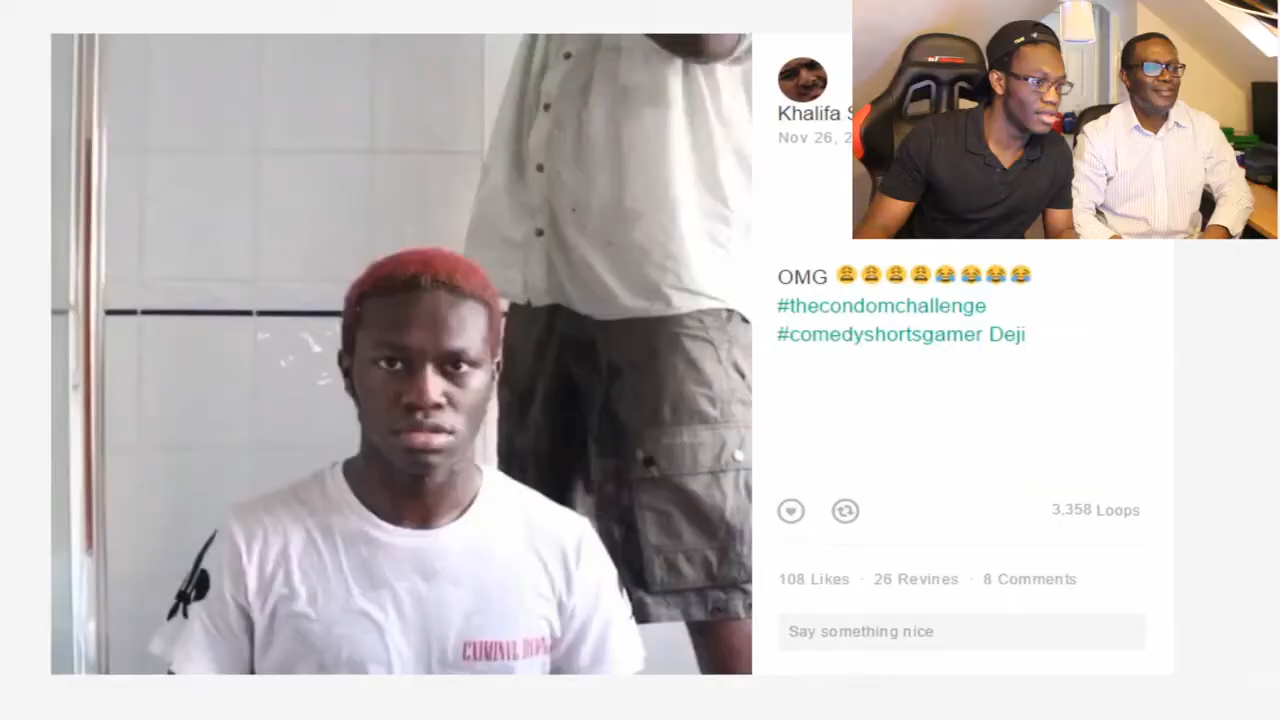 Khalifa
Nov 26, 2
OMG 😩😩😩😩😂😂😂😂
#thecondomchallenge
#comedyshortsgamer Deji
3,358 Loops
108 Likes · 26 Revines · 8 Comments
Say something nice